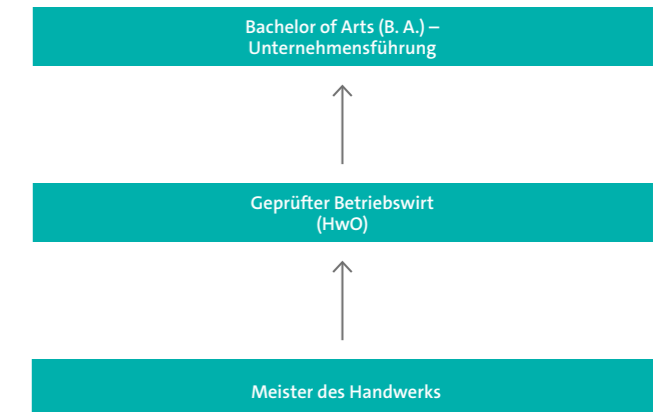 Bachelor of Arts (B. A.) –
Unternehmensführung
Geprüfter Betriebswirt
(HwO)
Meister des Handwerks